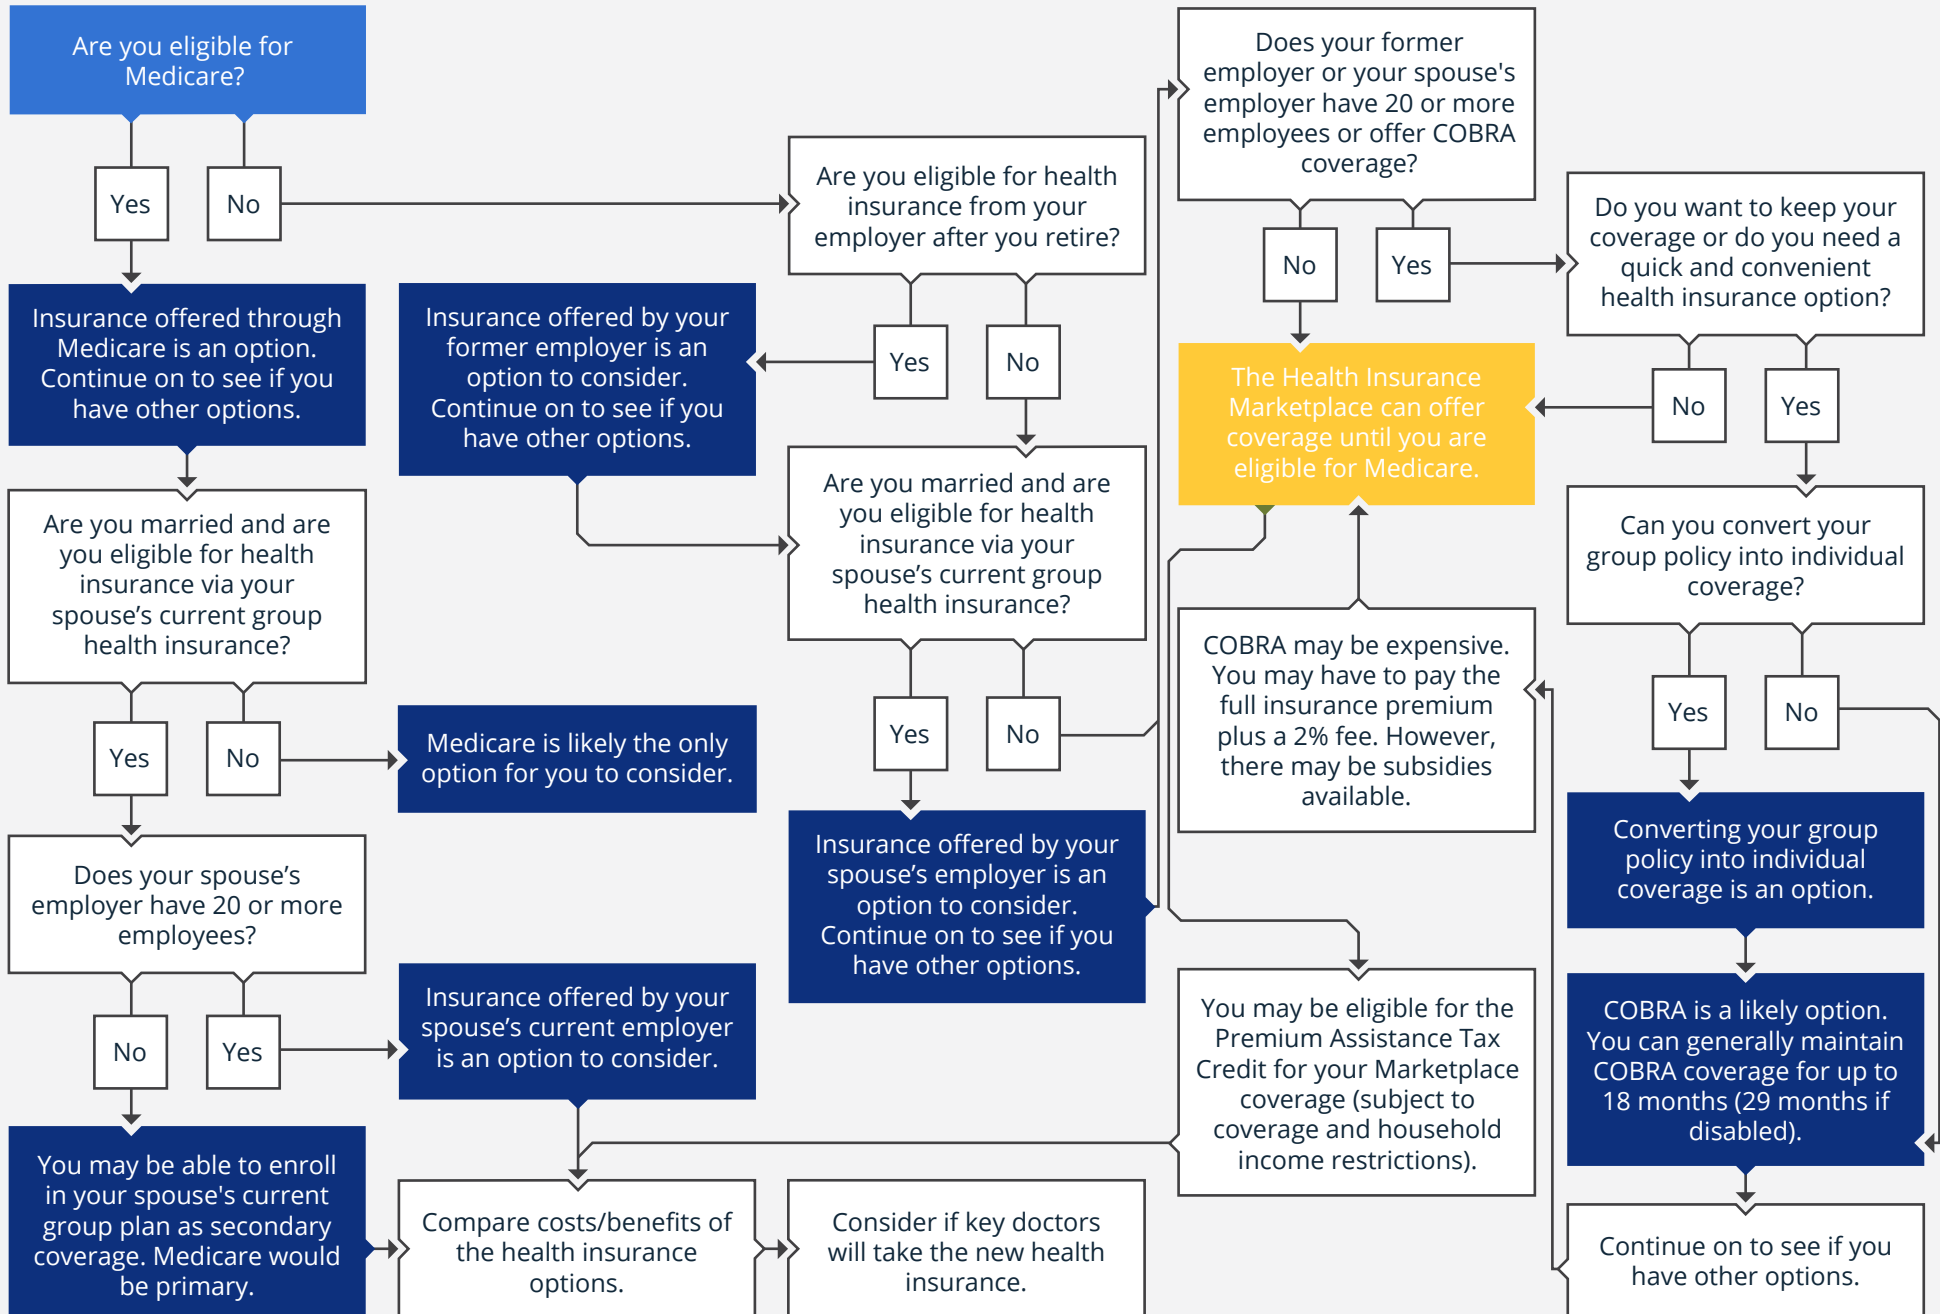 Are you eligible for
Medicare?
Yes
No
Insurance offered through
Medicare is an option.
Continue on to see if you
have other options.
Are you married and are
you eligible for health
insurance via your
spouse’s current group
health insurance?
Yes
No
Medicare is likely the only
option for you to consider.
Does your spouse’s
employer have 20 or more
employees?
No
Yes
Insurance offered by your
spouse’s current employer
is an option to consider.
You may be able to enroll
in your spouse's current
group plan as secondary
coverage. Medicare would
be primary.
Compare costs/benefits of
the health insurance
options.
Consider if key doctors
will take the new health
insurance.
Are you eligible for health
insurance from your
employer after you retire?
Yes
No
Insurance offered by your
former employer is an
option to consider.
Continue on to see if you
have other options.
Are you married and are
you eligible for health
insurance via your
spouse’s current group
health insurance?
Yes
No
Insurance offered by your
spouse’s employer is an
option to consider.
Continue on to see if you
have other options.
Does your former
employer or your spouse's
employer have 20 or more
employees or offer COBRA
coverage?
No
Yes
The Health Insurance
Marketplace can offer
coverage until you are
eligible for Medicare.
COBRA may be expensive.
You may have to pay the
full insurance premium
plus a 2% fee. However,
there may be subsidies
available.
You may be eligible for the
Premium Assistance Tax
Credit for your Marketplace
coverage (subject to
coverage and household
income restrictions).
Do you want to keep your
coverage or do you need a
quick and convenient
health insurance option?
No
Yes
Can you convert your
group policy into individual
coverage?
Yes
No
Converting your group
policy into individual
coverage is an option.
COBRA is a likely option.
You can generally maintain
COBRA coverage for up to
18 months (29 months if
disabled).
Continue on to see if you
have other options.